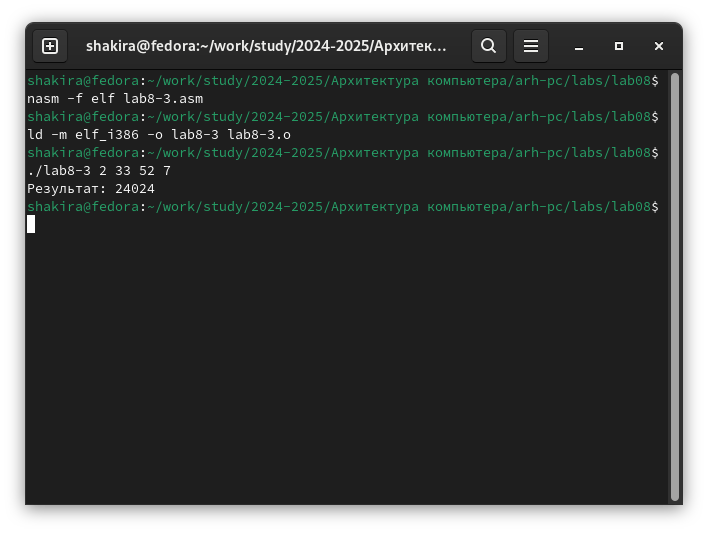 shakira@fedora:~/work/study/2024-2025/Архитек...
shakira@fedora:~/work/study/2024-2025/Архитектура компьютера/arh-pc/labs/lab08$
nasm -f elf lab8-3.asm
shakira@fedora:~/work/study/2024-2025/Архитектура компьютера/arh-pc/labs/lab08$
ld -m elf_i386 -o lab8-3 lab8-3.o
shakira@fedora:~/work/study/2024-2025/Архитектура компьютера/arh-pc/labs/lab08$
./lab8-3 2 33 52 7
Результат: 24024
shakira@fedora:~/work/study/2024-2025/Архитектура компьютера/arh-pc/labs/lab08$